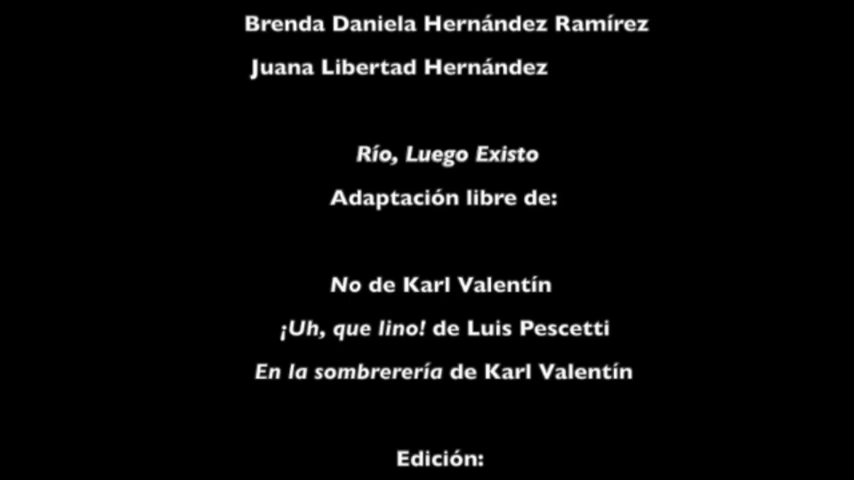 Brenda Daniela Hernández Ramírez
Juana Libertad Hernández
Río, Luego Existo
Adaptación libre de:
No de Karl Valentín
¡Uh, que lino! de Luis Pescetti
En la sombrerería de Karl Valentín
Edición: